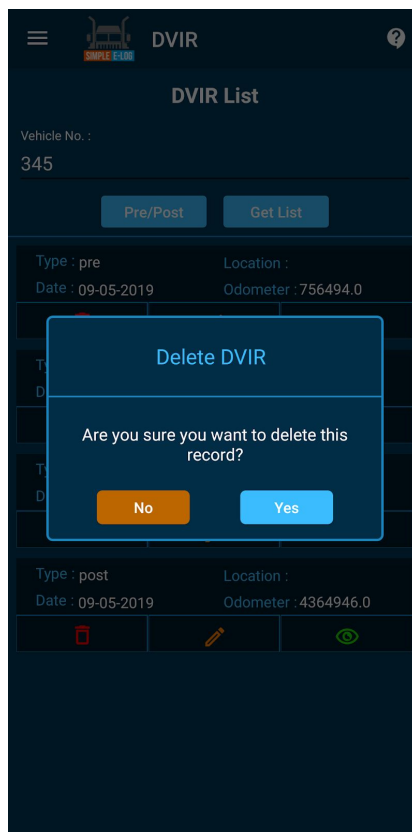 SIMPLE E-LOG
DVIR
DVIR List
Vehicle No. :
345
Pre/Post
Get List
Type : pre
Location :
Date : 09-05-2019
Odometer : 756494.0
Delete DVIR
Are you sure you want to delete this
record?
No
Yes
Type : post
Location :
Date : 09-05-2019
Odometer : 4364946.0